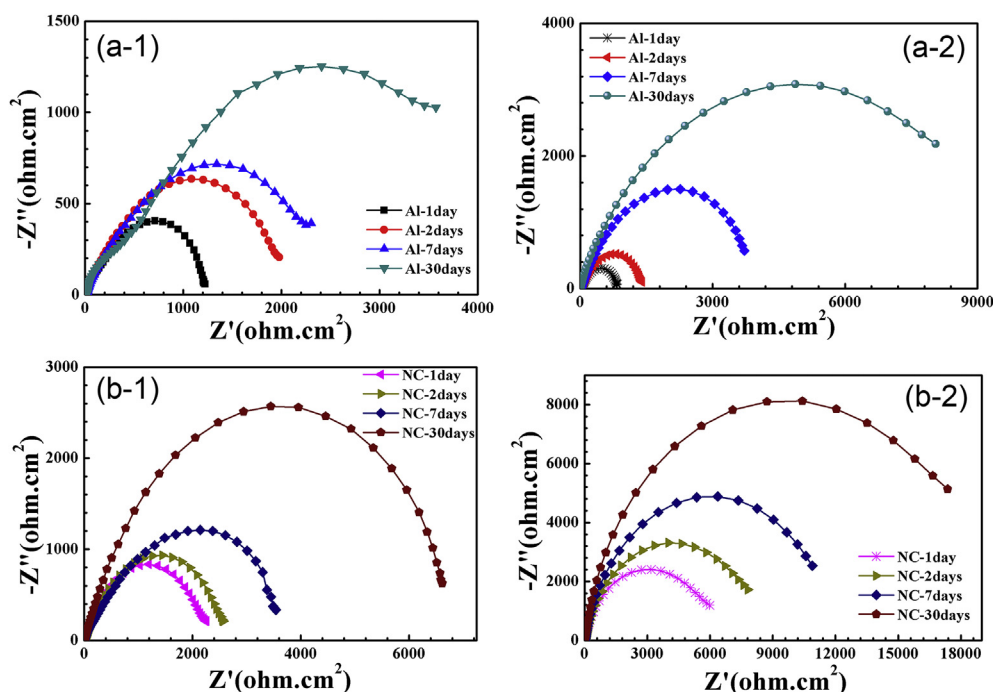 (a-1)
1500
1000
500
0
-Z''(ohm.cm²)
Al-1day
Al-2days
Al-7days
Al-30days
0 1000 2000 3000 4000
Z'(ohm.cm²)
(a-2)
-4000
4000
2000
0
-Z''(ohm.cm²)
Al-1day
Al-2days
Al-7days
Al-30days
0 3000 6000 9000
Z'(ohm.cm²)
(b-1)
3000
2000
1000
0
-Z''(ohm.cm²)
NC-1day
NC-2days
NC-7days
NC-30days
0 2000 4000 6000
Z'(ohm.cm²)
(b-2)
8000
6000
4000
2000
0
-Z''(ohm.cm²)
NC-1day
NC-2days
NC-7days
NC-30days
0 3000 6000 9000 12000 15000 18000
Z'(ohm.cm²)